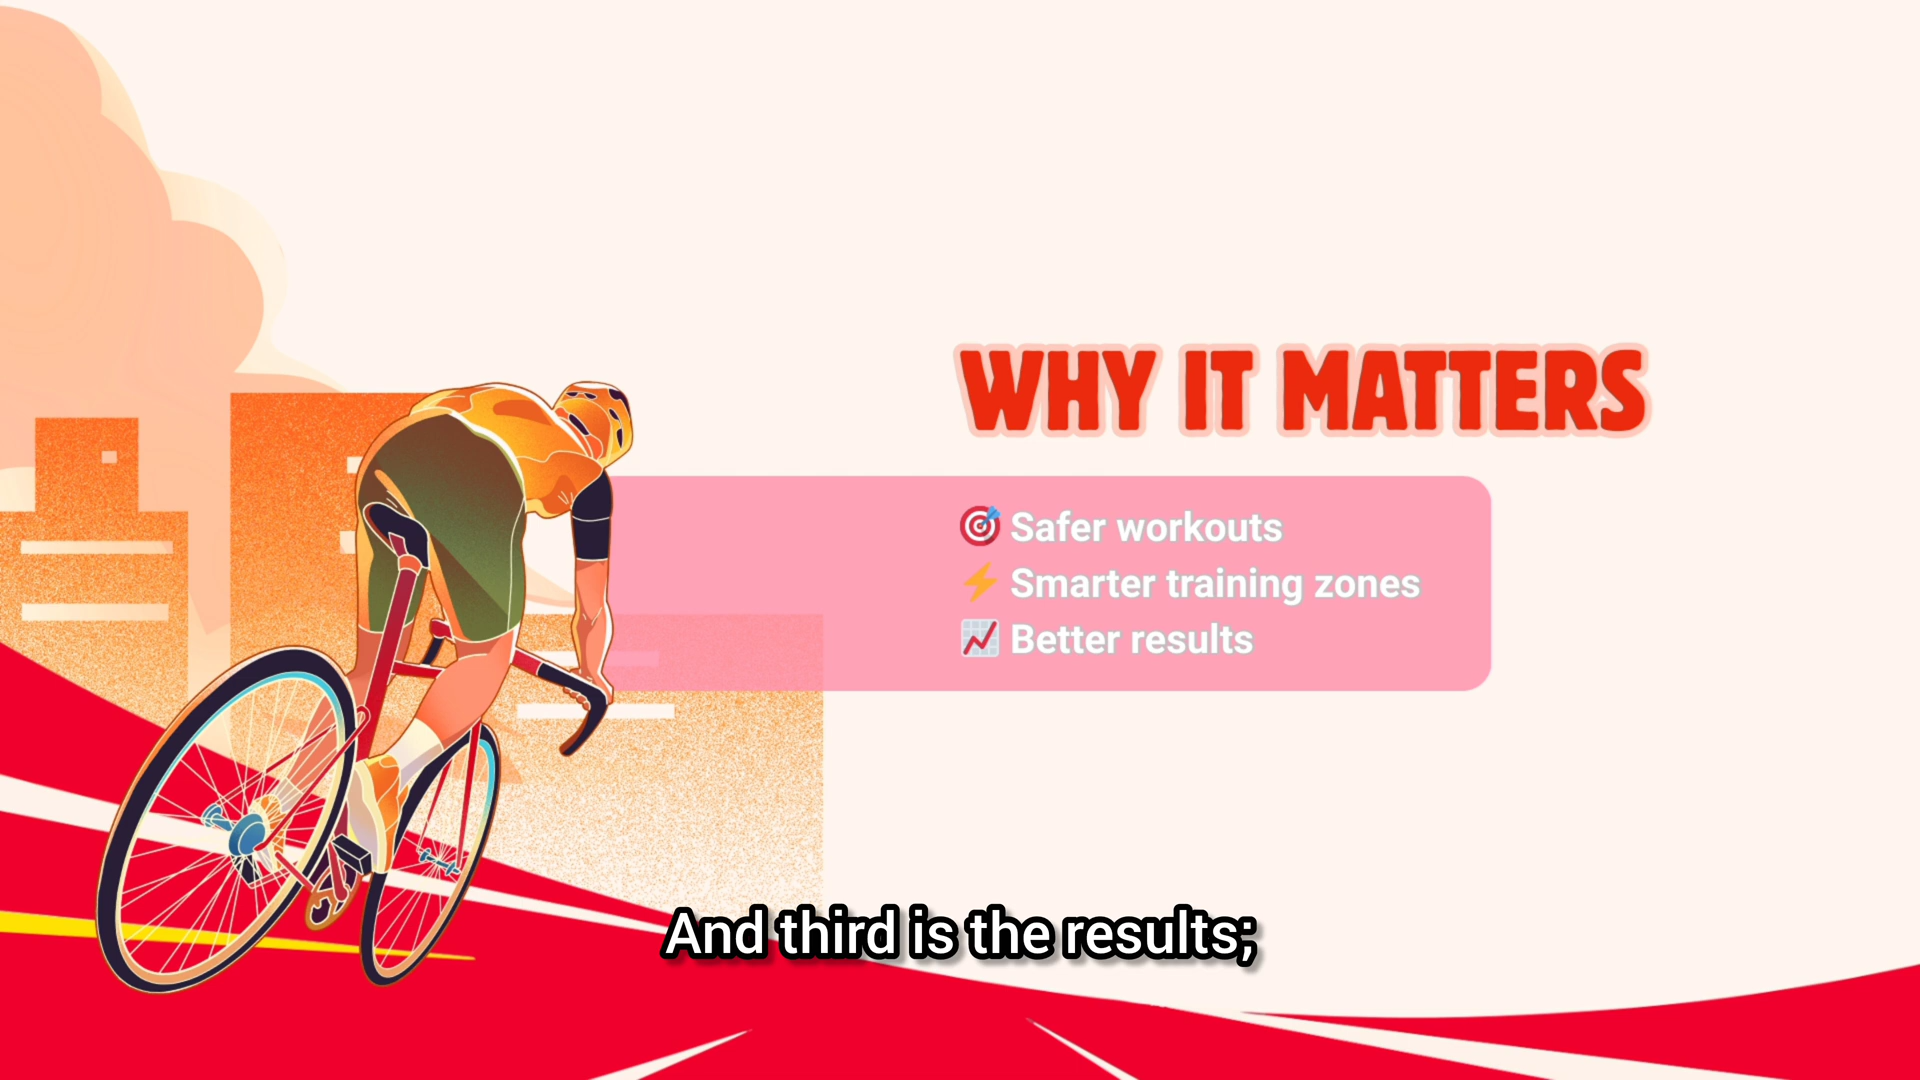 WHY IT MATTERS
🎯 Safer workouts
⚡ Smarter training zones
📈 Better results
And third is the results;